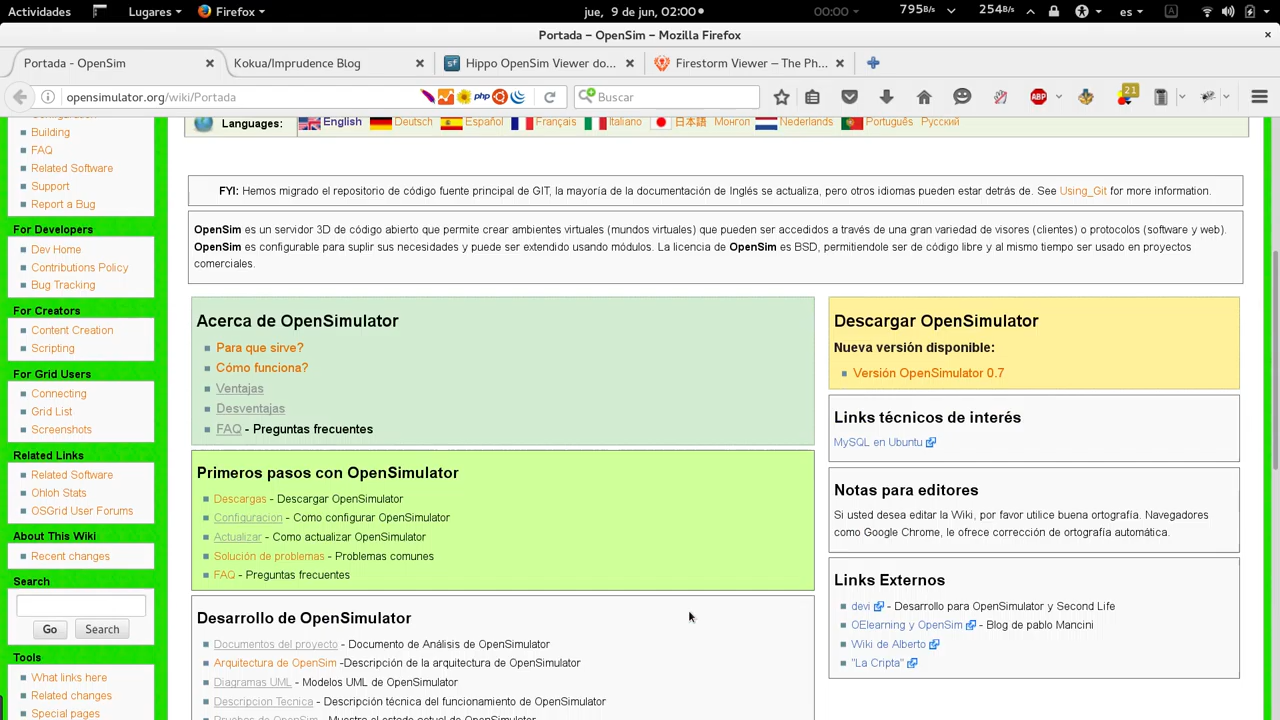 Actividades Lugares Firefox jue, 9 de jun, 02:00 00:00 795B/s 254B/s es A
Portada – OpenSim – Mozilla Firefox
Portada - OpenSim Kokua/Imprudence Blog Hippo OpenSim Viewer do... Firestorm Viewer – The Ph...
opensimulator.org/wiki/Portada php Buscar ABP 21
Building
FAQ
Related Software
Support
Report a Bug
For Developers
Dev Home
Contributions Policy
Bug Tracking
For Creators
Content Creation
Scripting
For Grid Users
Connecting
Grid List
Screenshots
Related Links
Related Software
Ohloh Stats
OSGrid User Forums
About This Wiki
Recent changes
Search
Go Search
Tools
What links here
Related changes
Special pages
Languages: English Deutsch Español Français Italiano 日本語 Монгол Nederlands Português Русский
FYI: Hemos migrado el repositorio de código fuente principal de GIT, la mayoría de la documentación de Inglés se actualiza, pero otros idiomas pueden estar detrás de. See Using_Git for more information.
OpenSim es un servidor 3D de código abierto que permite crear ambientes virtuales (mundos virtuales) que pueden ser accedidos a través de una gran variedad de visores (clientes) o protocolos (software y web).
OpenSim es configurable para suplir sus necesidades y puede ser extendido usando módulos. La licencia de OpenSim es BSD, permitiendole ser de código libre y al mismo tiempo ser usado en proyectos
comerciales.
Acerca de OpenSimulator
Para que sirve?
Cómo funciona?
Ventajas
Desventajas
FAQ - Preguntas frecuentes
Primeros pasos con OpenSimulator
Descargas - Descargar OpenSimulator
Configuracion - Como configurar OpenSimulator
Actualizar - Como actualizar OpenSimulator
Solución de problemas - Problemas comunes
FAQ - Preguntas frecuentes
Desarrollo de OpenSimulator
Documentos del proyecto - Documento de Análisis de OpenSimulator
Arquitectura de OpenSim -Descripción de la arquitectura de OpenSimulator
Diagramas UML - Modelos UML de OpenSimulator
Descripcion Tecnica - Descripción técnica del funcionamiento de OpenSimulator
Descargar OpenSimulator
Nueva versión disponible:
Versión OpenSimulator 0.7
Links técnicos de interés
MySQL en Ubuntu
Notas para editores
Si usted desea editar la Wiki, por favor utilice buena ortografía. Navegadores
como Google Chrome, le ofrece corrección de ortografía automática.
Links Externos
devi - Desarrollo para OpenSimulator y Second Life
OElearning y OpenSim - Blog de pablo Mancini
Wiki de Alberto
"La Cripta"